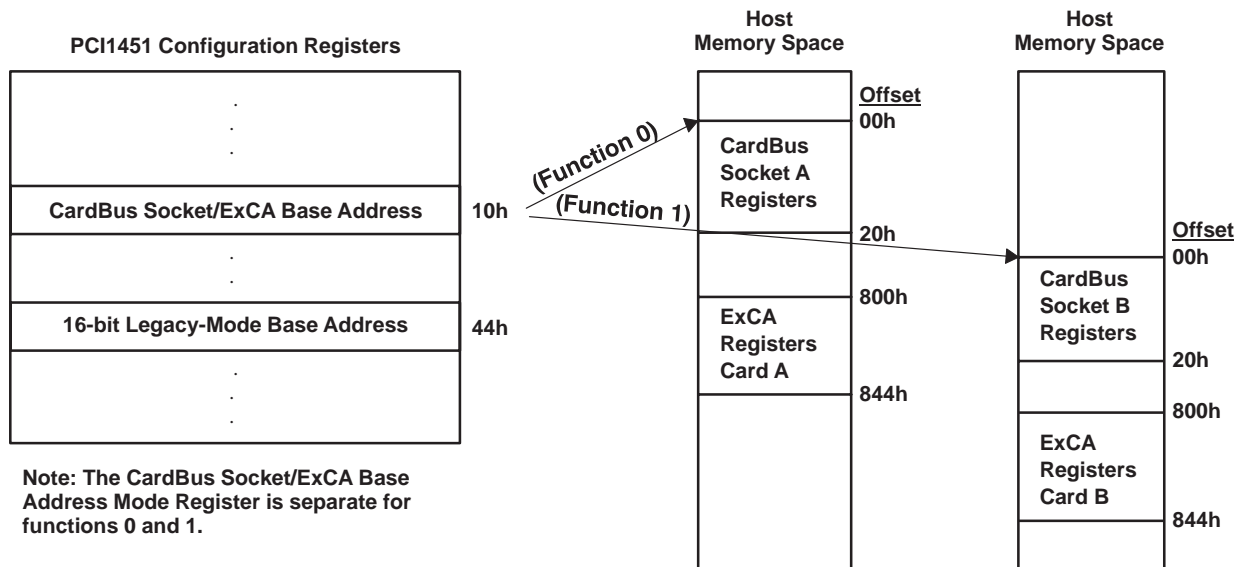 PCI1451 Configuration Registers
.
.
.
CardBus Socket/ExCA Base Address
10h
.
.
16-bit Legacy-Mode Base Address
44h
.
.
.
Note: The CardBus Socket/ExCA Base
Address Mode Register is separate for
functions 0 and 1.
(Function 0)
(Function 1)
Host
Memory Space
Offset
00h
CardBus
Socket A
Registers
20h
800h
ExCA
Registers
Card A
844h
Host
Memory Space
Offset
00h
CardBus
Socket B
Registers
20h
800h
ExCA
Registers
Card B
844h